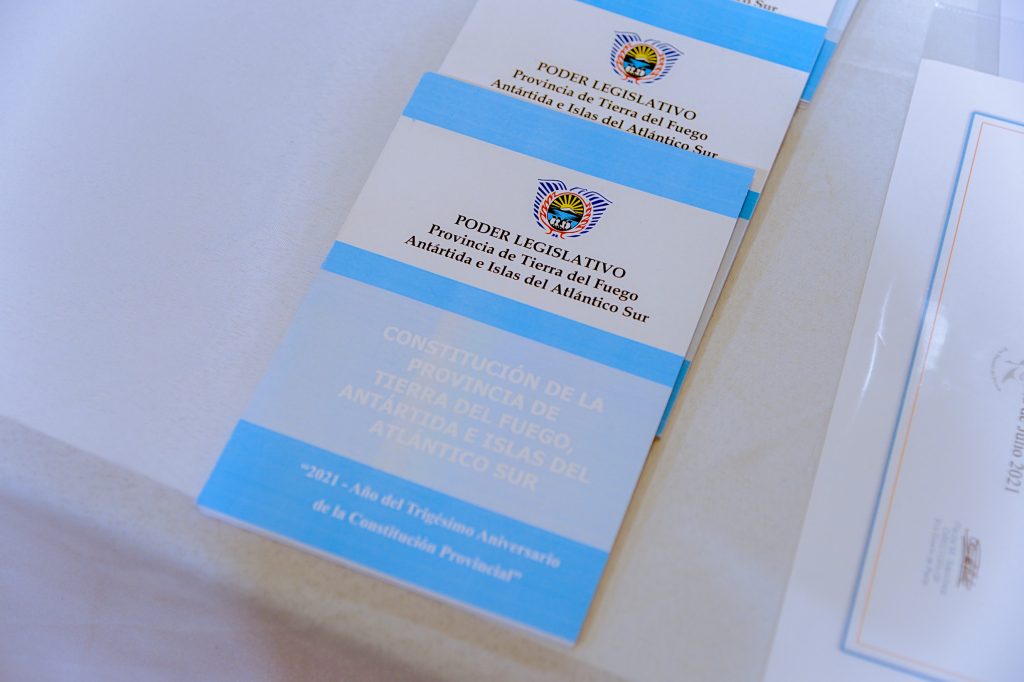 o Sur
PODER LEGISLATIVO
Provincia de Tierra del Fuego
Antártida e Islas del Atlántico Sur
PODER LEGISLATIVO
Provincia de Tierra del Fuego
Antártida e Islas del Atlántico Sur
CONSTITUCIÓN DE LA
PROVINCIA DE
TIERRA DEL FUEGO,
ANTÁRTIDA E ISLAS DEL
ATLÁNTICO SUR
"2021 - Año del Trigésimo Aniversario
de la Constitución Provincial"
de Junio 2021